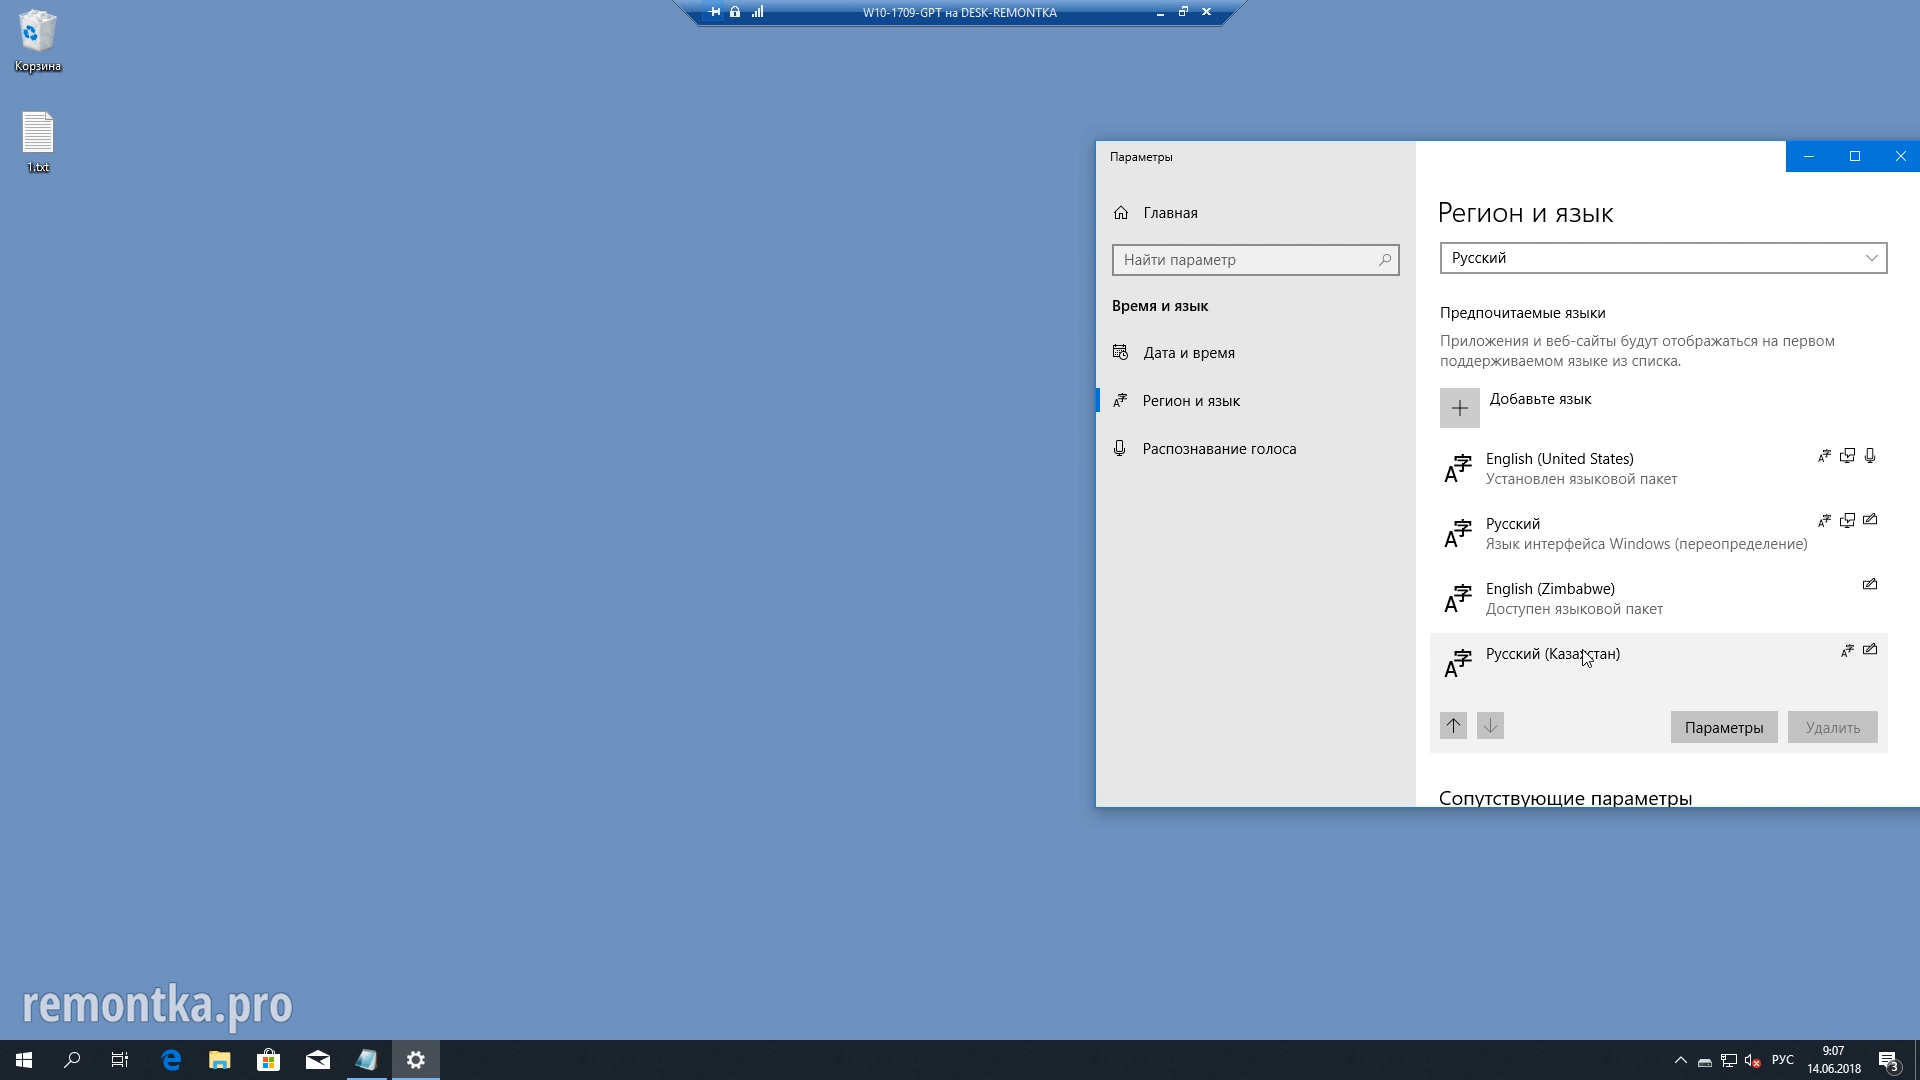 W10-1709-GPT на DESK-REMONTKA
Корзина
1.txt
Параметры
Главная
Найти параметр
Время и язык
Дата и время
Регион и язык
Распознавание голоса
Регион и язык
Русский
Предпочитаемые языки
Приложения и веб-сайты будут отображаться на первом
поддерживаемом языке из списка.
Добавьте язык
English (United States)
Установлен языковой пакет
Русский
Язык интерфейса Windows (переопределение)
English (Zimbabwe)
Доступен языковой пакет
Русский (Казахстан)
Параметры
Удалить
Сопутствующие параметры
remontka.pro
РУС
9:07
14.06.2018
3